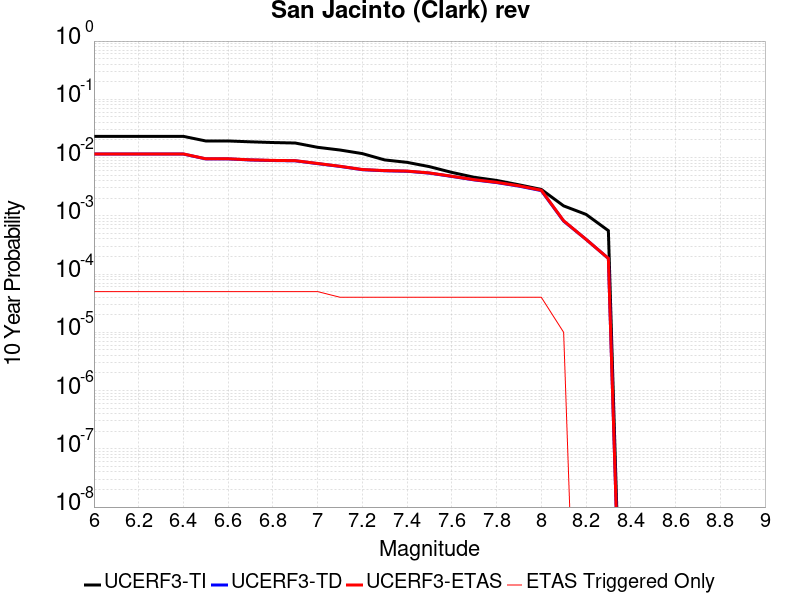 San Jacinto (Clark) rev
10 0
10 -1
10 -2
10 -3
10 -4
10 -5
10 -6
10 -7
10 -8
10 Year Probability
6 6.2 6.4 6.6 6.8 7 7.2 7.4 7.6 7.8 8 8.2 8.4 8.6 8.8 9
Magnitude
UCERF3-TI UCERF3-TD UCERF3-ETAS ETAS Triggered Only